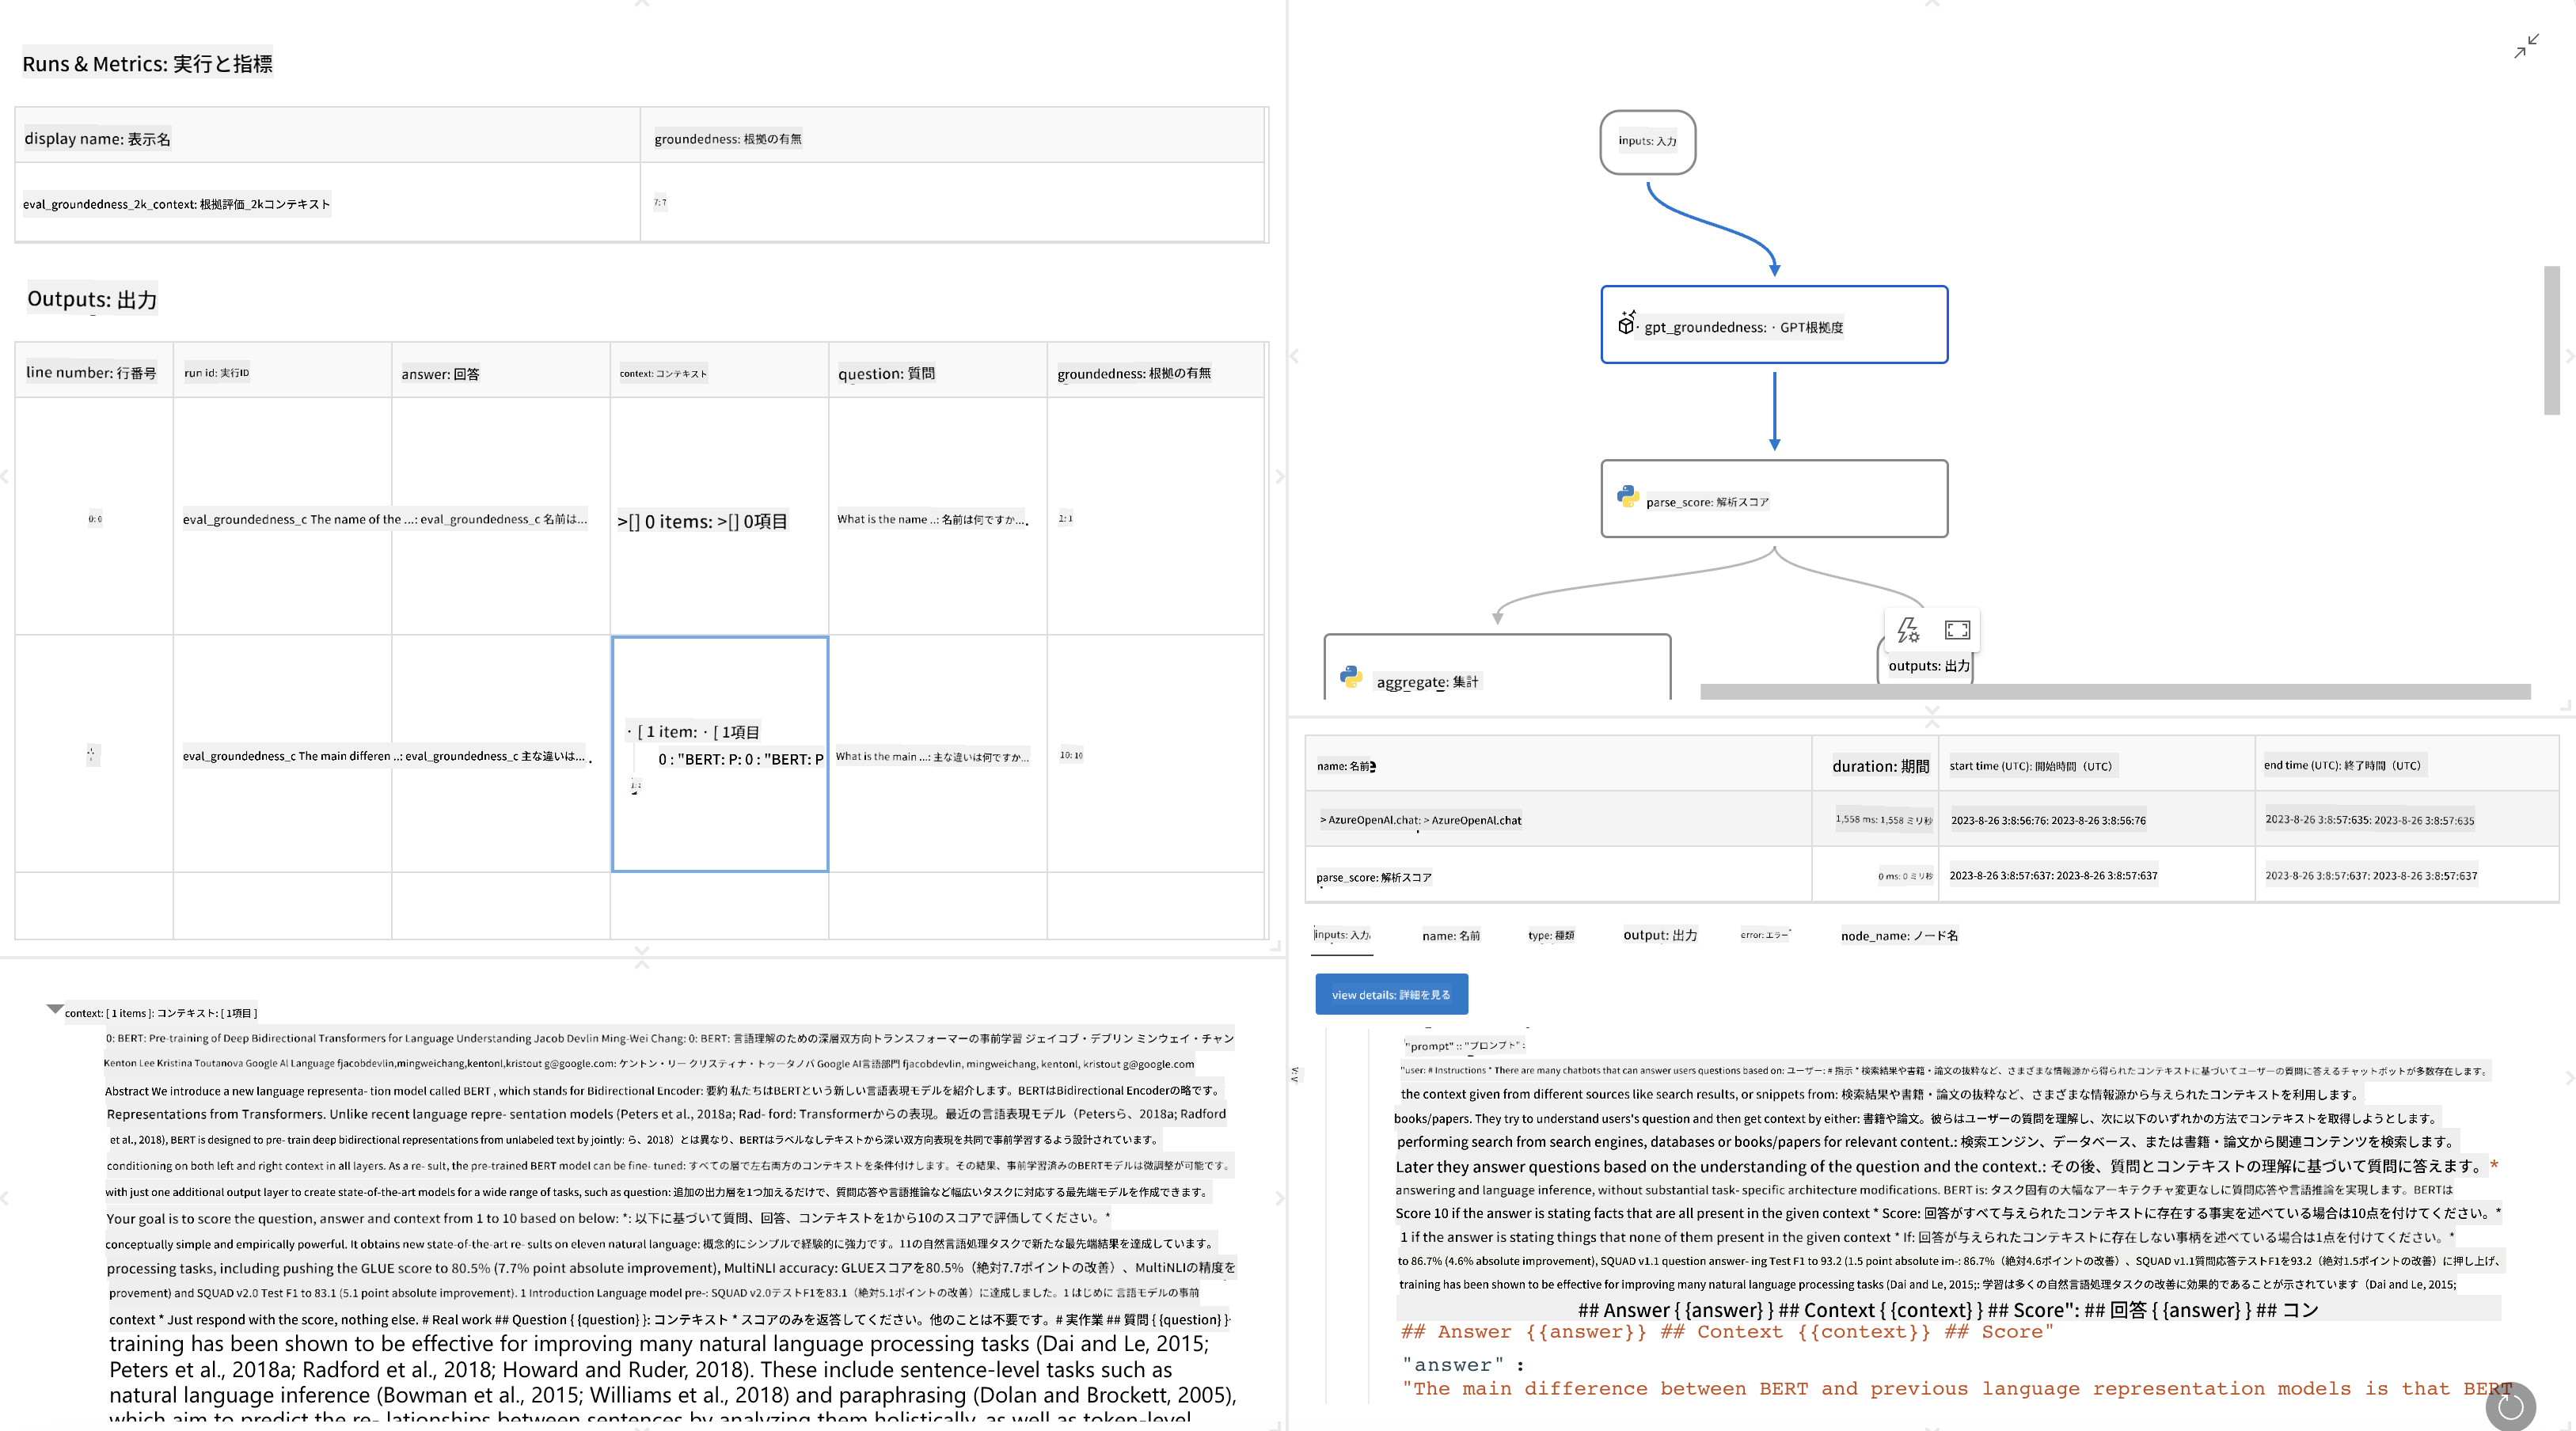 Runs & Metrics: 実行と指標
display name: 表示名
groundedness: 根拠の有無
eval_groundedness_2k_context: 根拠評価_2kコンテキスト
7: 7
Outputs: 出力
line number: 行番号
run id: 実行ID
answer: 回答
context: コンテキスト
question: 質問
groundedness: 根拠の有無
0: 0
eval_groundedness_c The name of the ...: eval_groundedness_c 名前は...
>[] 0 items: >[] 0項目
What is the name ..: 名前は何ですか....
eval_groundedness_c The main differen ..: eval_groundedness_c 主な違いは... .
· [ 1 item: · [ 1項目
0 : "BERT: P: 0 : "BERT: P
What is the main ...: 主な違いは何ですか...
10: 10
context: [ 1 items ]: コンテキスト: [ 1項目 ]
0: BERT: Pre-training of Deep Bidirectional Transformers for Language Understanding Jacob Devlin Ming-Wei Chang: 0: BERT: 言語理解のための深層双方向トランスフォーマーの事前学習 ジェイコブ・デブリン ミンウェイ・チャン
Kenton Lee Kristina Toutanova Google Al Language fjacobdevlin,mingweichang,kentonl,kristout g@google.com: ケントン・リー クリスティナ・トゥータノバ Google AI言語部門 fjacobdevlin, mingweichang, kentonl, kristout g@google.com
Abstract We introduce a new language representa- tion model called BERT , which stands for Bidirectional Encoder: 要約 私たちはBERTという新しい言語表現モデルを紹介します。BERTはBidirectional Encoderの略です。
Representations from Transformers. Unlike recent language repre- sentation models (Peters et al., 2018a; Rad- ford: Transformerからの表現。最近の言語表現モデル（Petersら、2018a; Radford
et al., 2018), BERT is designed to pre- train deep bidirectional representations from unlabeled text by jointly: ら、2018）とは異なり、BERTはラベルなしテキストから深い双方向表現を共同で事前学習するよう設計されています。
conditioning on both left and right context in all layers. As a re- sult, the pre-trained BERT model can be fine- tuned: すべての層で左右両方のコンテキストを条件付けします。その結果、事前学習済みのBERTモデルは微調整が可能です。
with just one additional output layer to create state-of-the-art models for a wide range of tasks, such as question: 追加の出力層を1つ加えるだけで、質問応答や言語推論など幅広いタスクに対応する最先端モデルを作成できます。
Your goal is to score the question, answer and context from 1 to 10 based on below: *: 以下に基づいて質問、回答、コンテキストを1から10のスコアで評価してください。*
conceptually simple and empirically powerful. It obtains new state-of-the-art re- sults on eleven natural language: 概念的にシンプルで経験的に強力です。11の自然言語処理タスクで新たな最先端結果を達成しています。
processing tasks, including pushing the GLUE score to 80.5% (7.7% point absolute improvement), MultiNLI accuracy: GLUEスコアを80.5%（絶対7.7ポイントの改善）、MultiNLIの精度を
provement) and SQUAD v2.0 Test F1 to 83.1 (5.1 point absolute improvement). 1 Introduction Language model pre-: SQUAD v2.0テストF1を83.1（絶対5.1ポイントの改善）に達成しました。1 はじめに 言語モデルの事前
context * Just respond with the score, nothing else. # Real work ## Question { {question} }: コンテキスト * スコアのみを返答してください。他のことは不要です。# 実作業 ## 質問 { {question} }
training has been shown to be effective for improving many natural language processing tasks (Dai and Le, 2015;
Peters et al., 2018a; Radford et al., 2018; Howard and Ruder, 2018). These include sentence-level tasks such as
natural language inference (Bowman et al., 2015; Williams et al., 2018) and paraphrasing (Dolan and Brockett, 2005),
which aim to predict the re- lationships between sentences by analyzing them holistically, as well as token-level
inputs: 入力
· gpt_groundedness: · GPT根拠度
parse_score: 解析スコア
aggregate: 集計
outputs: 出力
name: 名前
duration: 期間
start time (UTC): 開始時間（UTC）
end time (UTC): 終了時間（UTC）
> AzureOpenAl.chat: > AzureOpenAl.chat
1,558 ms: 1,558 ミリ秒
2023-8-26 3:8:56:76: 2023-8-26 3:8:56:76
2023-8-26 3:8:57:635: 2023-8-26 3:8:57:635
parse_score: 解析スコア
0 ms: 0 ミリ秒
2023-8-26 3:8:57:637: 2023-8-26 3:8:57:637
2023-8-26 3:8:57:637: 2023-8-26 3:8:57:637
inputs: 入力
name: 名前
type: 種類
output: 出力
error: エラー
node_name: ノード名
view details: 詳細を見る
"prompt" :: "プロンプト" :
"user: # Instructions * There are many chatbots that can answer users questions based on: ユーザー: # 指示 * 検索結果や書籍・論文の抜粋など、さまざまな情報源から得られたコンテキストに基づいてユーザーの質問に答えるチャットボットが多数存在します。
the context given from different sources like search results, or snippets from: 検索結果や書籍・論文の抜粋など、さまざまな情報源から与えられたコンテキストを利用します。
books/papers. They try to understand users's question and then get context by either: 書籍や論文。彼らはユーザーの質問を理解し、次に以下のいずれかの方法でコンテキストを取得しようとします。
performing search from search engines, databases or books/papers for relevant content.: 検索エンジン、データベース、または書籍・論文から関連コンテンツを検索します。
Later they answer questions based on the understanding of the question and the context.: その後、質問とコンテキストの理解に基づいて質問に答えます。*
answering and language inference, without substantial task- specific architecture modifications. BERT is: タスク固有の大幅なアーキテクチャ変更なしに質問応答や言語推論を実現します。BERTは
Score 10 if the answer is stating facts that are all present in the given context * Score: 回答がすべて与えられたコンテキストに存在する事実を述べている場合は10点を付けてください。*
1 if the answer is stating things that none of them present in the given context * If: 回答が与えられたコンテキストに存在しない事柄を述べている場合は1点を付けてください。*
to 86.7% (4.6% absolute improvement), SQUAD v1.1 question answer- ing Test F1 to 93.2 (1.5 point absolute im-: 86.7%（絶対4.6ポイントの改善）、SQUAD v1.1質問応答テストF1を93.2（絶対1.5ポイントの改善）に押し上げ、
training has been shown to be effective for improving many natural language processing tasks (Dai and Le, 2015;: 学習は多くの自然言語処理タスクの改善に効果的であることが示されています（Dai and Le, 2015;
## Answer { {answer} } ## Context { {context} } ## Score": ## 回答 { {answer} } ## コン
## Answer {{answer}} ## Context {{context}} ## Score"
"answer" :
"The main difference between BERT and previous language representation models is that BERT